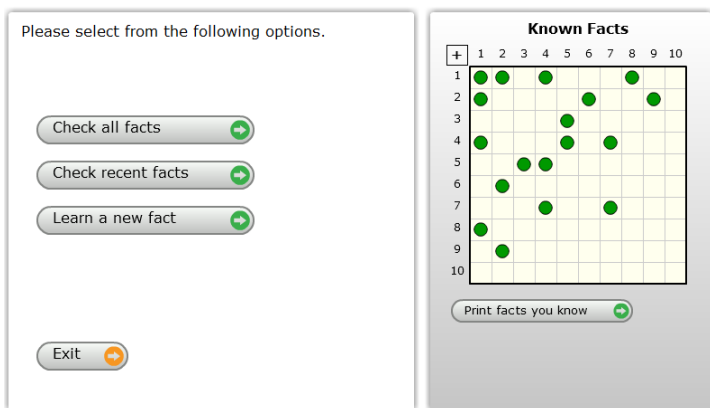 Please select from the following options.
Check all facts
Check recent facts
Learn a new fact
Exit
Known Facts
+ 1 2 3 4 5 6 7 8 9 10
1
2
3
4
5
6
7
8
9
10
Print facts you know